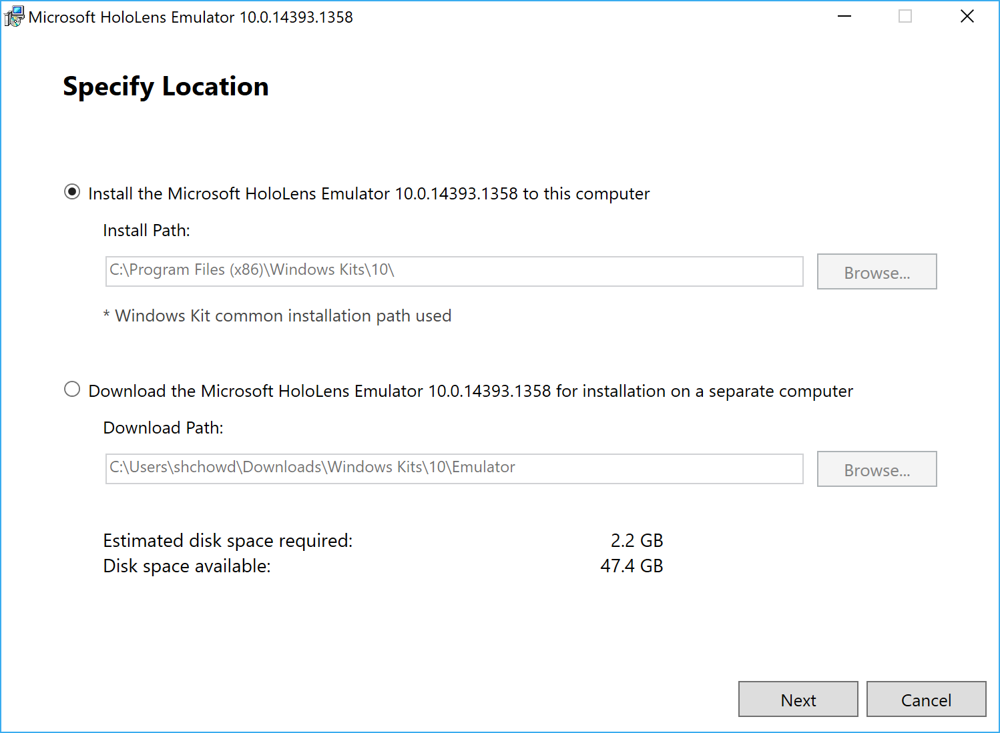 Microsoft HoloLens Emulator 10.0.14393.1358
Specify Location
Install the Microsoft HoloLens Emulator 10.0.14393.1358 to this computer
Install Path:
C:\Program Files (x86)\Windows Kits\10\
Browse...
* Windows Kit common installation path used
Download the Microsoft HoloLens Emulator 10.0.14393.1358 for installation on a separate computer
Download Path:
C:\Users\shchowd\Downloads\Windows Kits\10\Emulator
Browse...
Estimated disk space required: 2.2 GB
Disk space available: 47.4 GB
Next Cancel